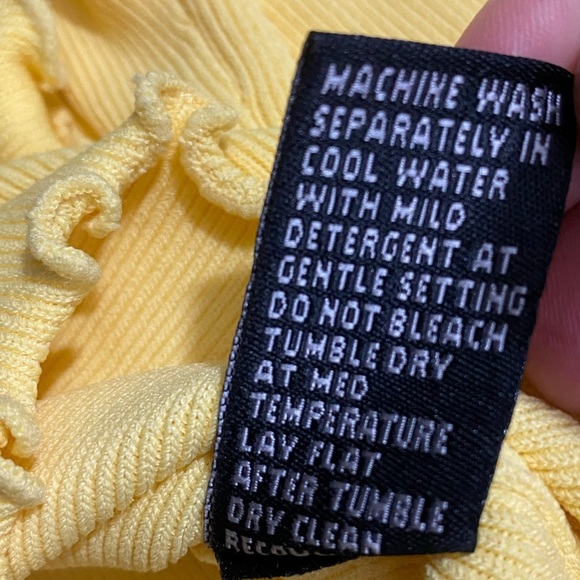 MACHINE WASH
SEPARATELY IN
COOL WATER
WITH MILD
DETERGENT AT
GENTLE SETTING
DO NOT BLEACH
TUMBLE DRY
AT MED
TEMPERATURE
LAY FLAT
AFTER TUMBLE
DRY CLEAN